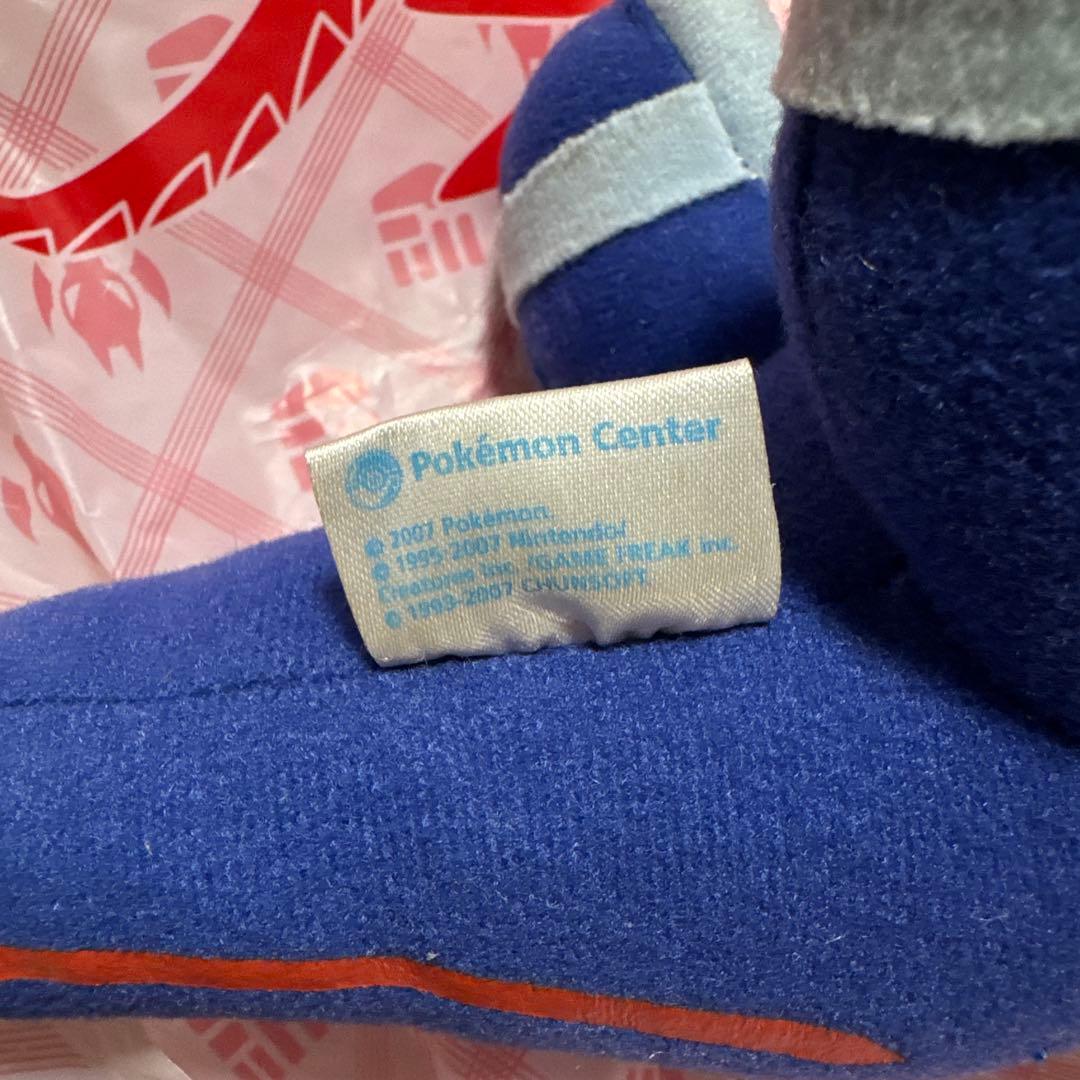 Pokémon Center
© 2007 Pokémon.
© 1995-2007 Nintendo/
Creatures Inc. /GAME FREAK inc.
© 1993-2007 CHUNSOFT